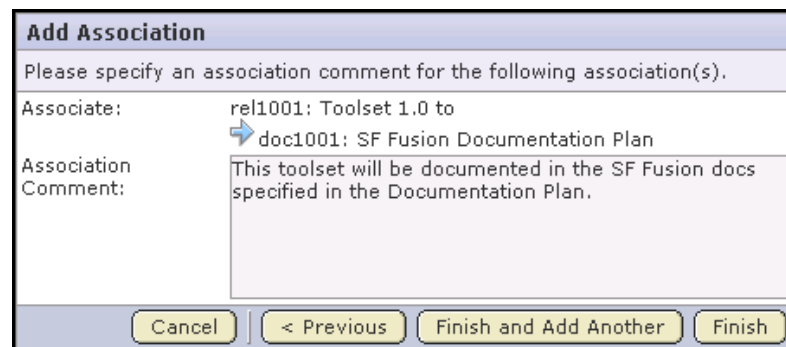 Add Association
Please specify an association comment for the following association(s).
Associate: rel1001: Toolset 1.0 to
doc1001: SF Fusion Documentation Plan
Association Comment: This toolset will be documented in the SF Fusion docs
specified in the Documentation Plan.
Cancel < Previous Finish and Add Another Finish